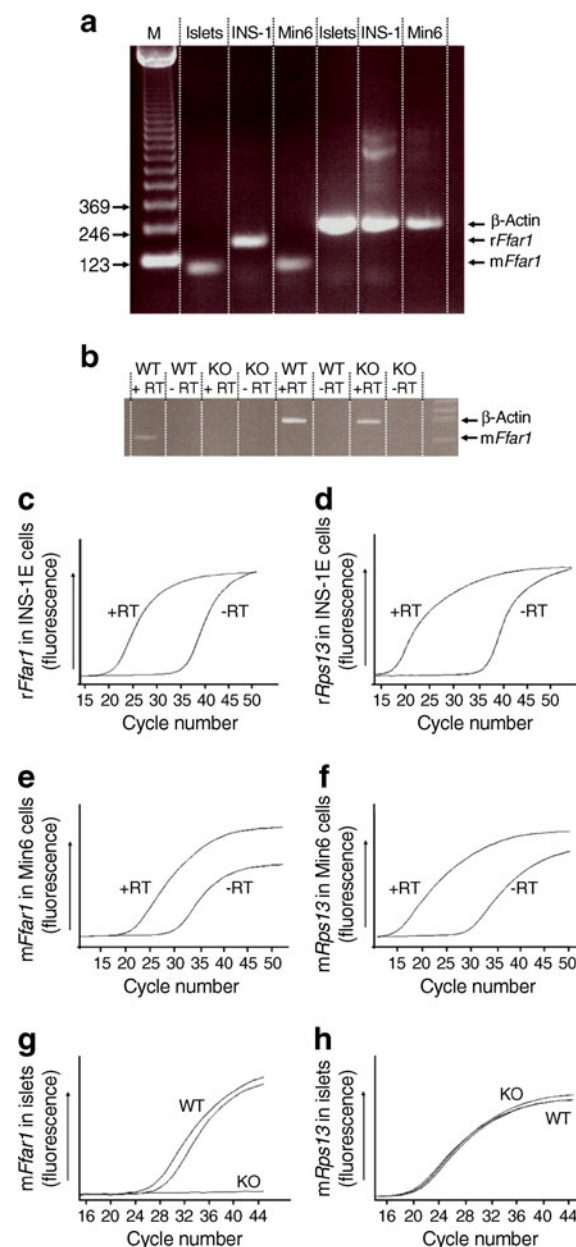 a
M Islets INS-1 Min6 Islets INS-1 Min6
369
246
123
β-Actin
rFfar1
mFfar1
b
WT WT KO KO WT WT KO KO
+ RT - RT + RT - RT +RT -RT +RT -RT
β-Actin
mFfar1
c
rFfar1 in INS-1E cells
(fluorescence)
+RT
-RT
15 20 25 30 35 40 45 50
Cycle number
d
rRps13 in INS-1E cells
(fluorescence)
+RT
-RT
15 20 25 30 35 40 45 50
Cycle number
e
mFfar1 in Min6 cells
(fluorescence)
+RT
-RT
15 20 25 30 35 40 45 50
Cycle number
f
mRps13 in Min6 cells
(fluorescence)
+RT
-RT
15 20 25 30 35 40 45 50
Cycle number
g
mFfar1 in islets
(fluorescence)
WT
KO
16 20 24 28 32 36 40 44
Cycle number
h
mRps13 in islets
(fluorescence)
KO
WT
16 20 24 28 32 36 40 44
Cycle number